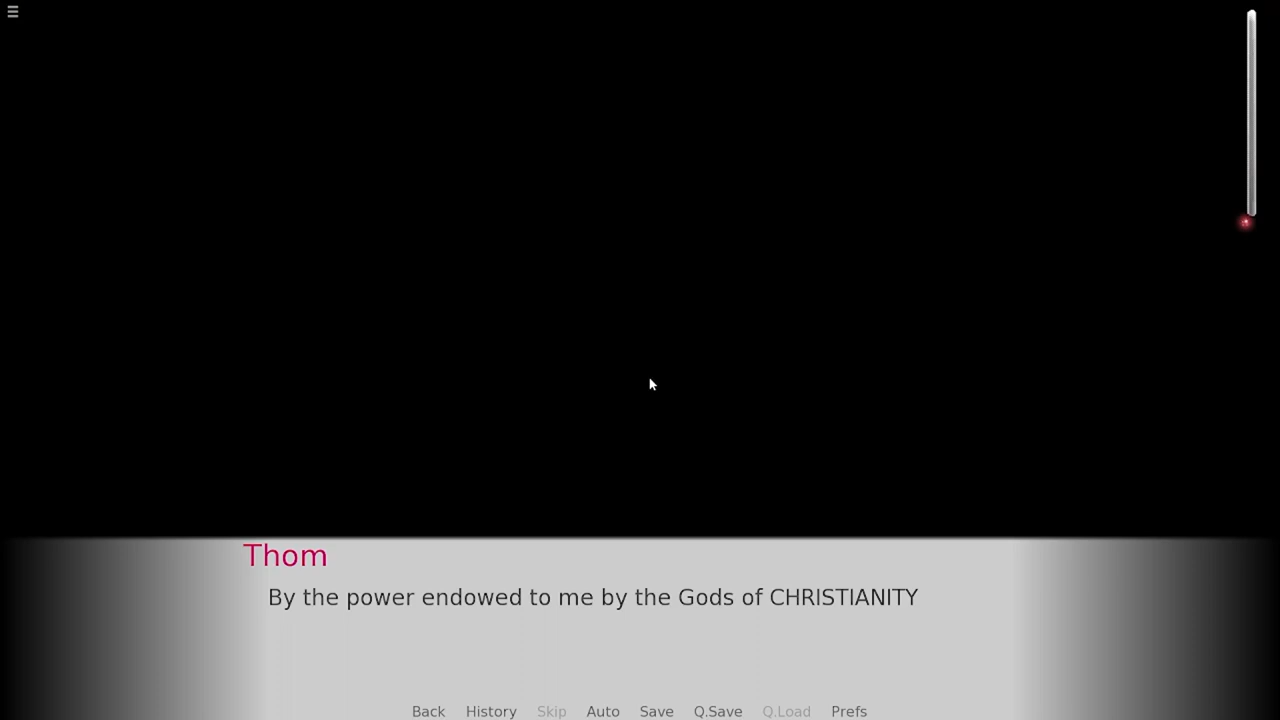 Thom
By the power endowed to me by the Gods of CHRISTIANITY
Back History Skip Auto Save Q.Save Q.Load Prefs